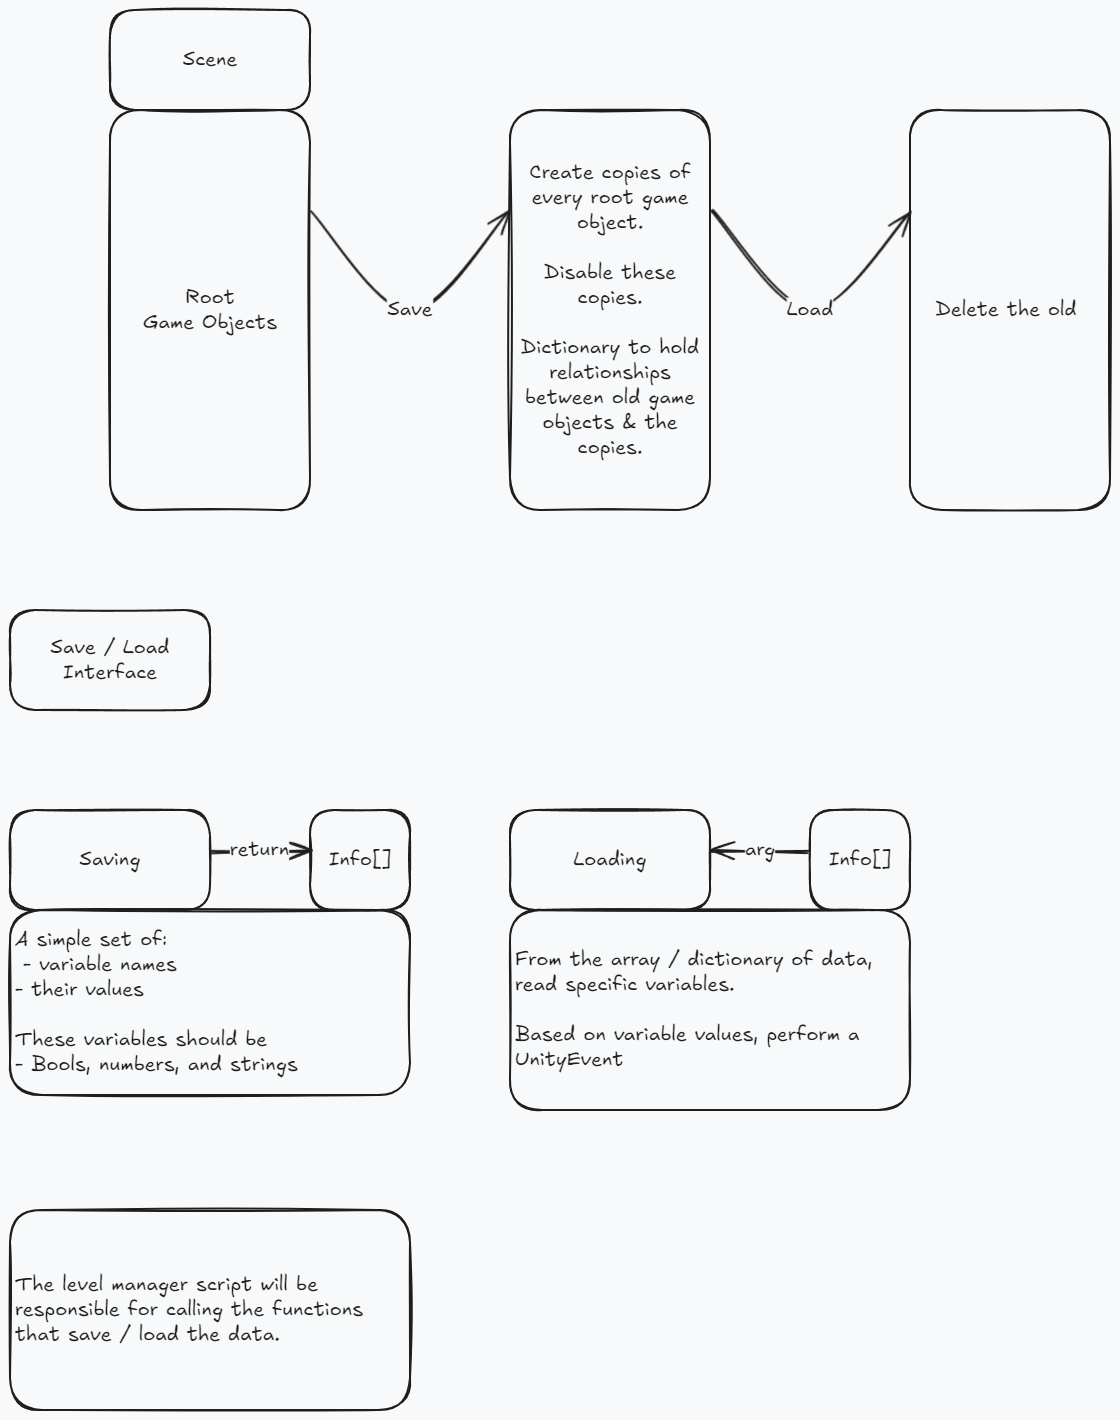 Scene
Root
Game Objects
Save
Create copies of
every root game
object.
Disable these
copies.
Dictionary to hold
relationships
between old game
objects & the
copies.
Load
Delete the old
Save / Load
Interface
Saving
return
Info[]
A simple set of:
- variable names
- their values
These variables should be
- Bools, numbers, and strings
Loading
arg
Info[]
From the array / dictionary of data,
read specific variables.
Based on variable values, perform a
UnityEvent
The level manager script will be
responsible for calling the functions
that save / load the data.